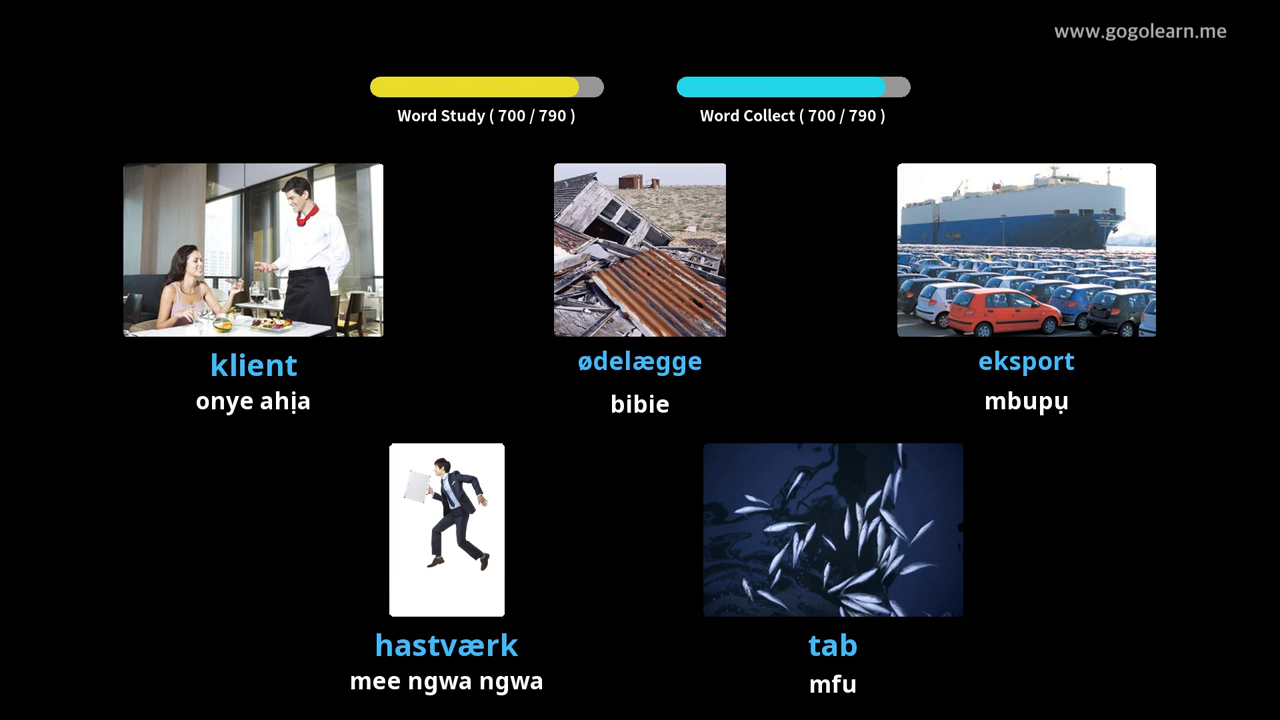 www.gogolearn.me
Word Study ( 700 / 790 )
Word Collect ( 700 / 790 )
klient
onye ahịa
ødelægge
bibie
eksport
mbupụ
hastværk
mee ngwa ngwa
tab
mfu